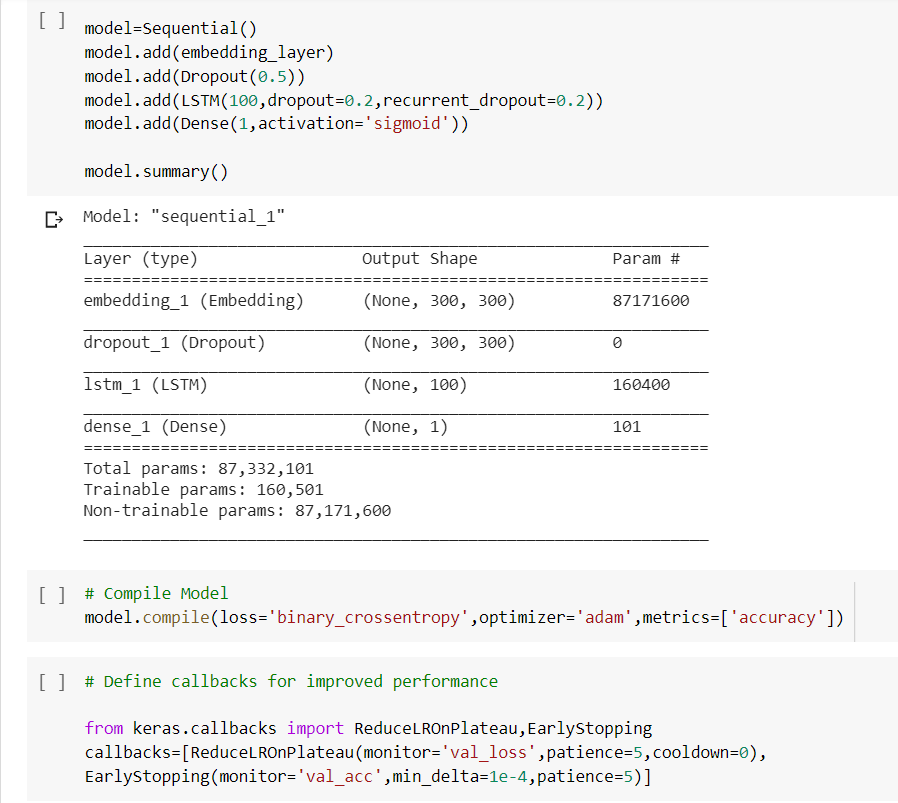 [ ] model=Sequential()
model.add(embedding_layer)
model.add(Dropout(0.5))
model.add(LSTM(100,dropout=0.2,recurrent_dropout=0.2))
model.add(Dense(1,activation='sigmoid'))
model.summary()
Model: "sequential_1"
Layer (type) Output Shape Param #
embedding_1 (Embedding) (None, 300, 300) 87171600
dropout_1 (Dropout) (None, 300, 300) 0
lstm_1 (LSTM) (None, 100) 160400
dense_1 (Dense) (None, 1) 101
Total params: 87,332,101
Trainable params: 160,501
Non-trainable params: 87,171,600
[ ] # Compile Model
model.compile(loss='binary_crossentropy',optimizer='adam',metrics=['accuracy'])
[ ] # Define callbacks for improved performance
from keras.callbacks import ReduceLROnPlateau,EarlyStopping
callbacks=[ReduceLROnPlateau(monitor='val_loss',patience=5,cooldown=0),
EarlyStopping(monitor='val_acc',min_delta=1e-4,patience=5)]